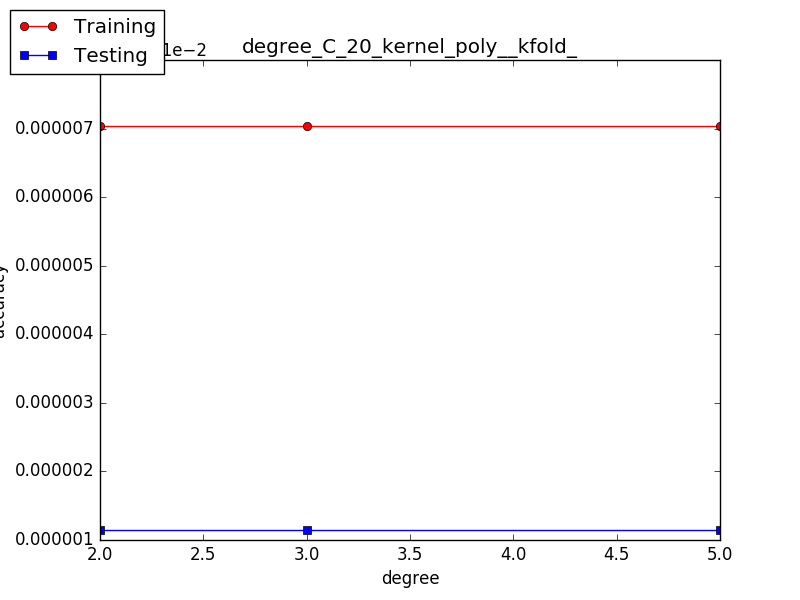 Training
Testing
1e−2
degree_C_20_kernel_poly__kfold_
accuracy
0.000007
0.000006
0.000005
0.000004
0.000003
0.000002
0.000001
2.0 2.5 3.0 3.5 4.0 4.5 5.0
degree